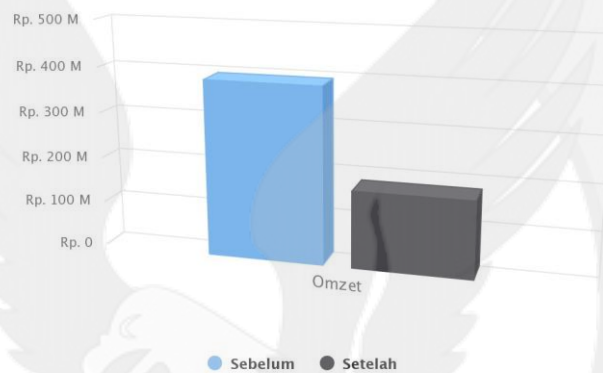 Rp. 500 M
Rp. 400 M
Rp. 300 M
Rp. 200 M
Rp. 100 M
Rp. 0
Omzet
Sebelum Setelah